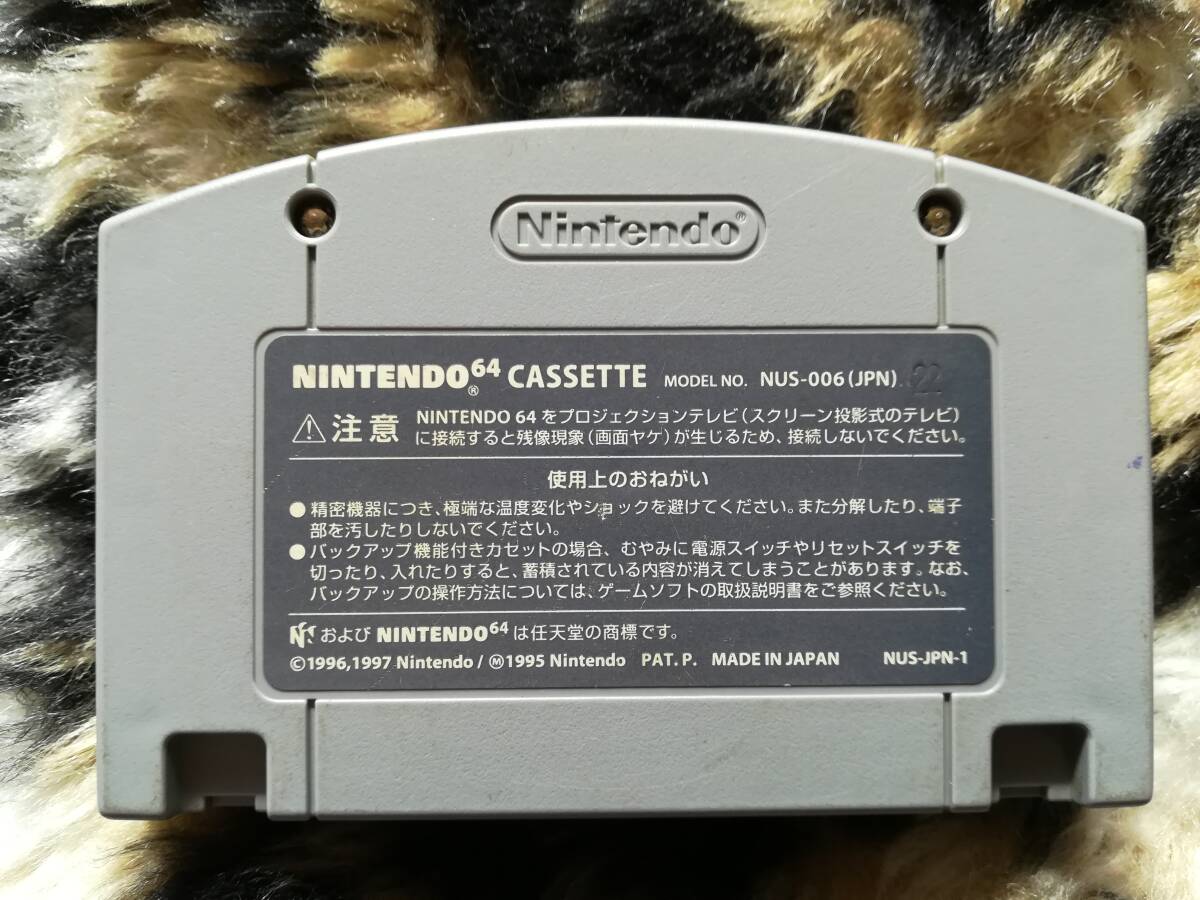 Nintendo®
NINTENDO64® CASSETTE MODEL NO. NUS-006(JPN) 22
注意 NINTENDO 64をプロジェクションテレビ(スクリーン投影式のテレビ)
に接続すると残像現象(画面ヤケ)が生じるため、接続しないでください。
使用上のおねがい
●精密機器につき、極端な温度変化やショックを避けてください。また分解したり、端子
部を汚したりしないでください。
●バックアップ機能付きカセットの場合、むやみに電源スイッチやリセットスイッチを
切ったり、入れたりすると、蓄積されている内容が消えてしまうことがあります。なお、
バックアップの操作方法については、ゲームソフトの取扱説明書をご参照ください。
および NINTENDO64 は任天堂の商標です。
©1996,1997 Nintendo/Ⓜ1995 Nintendo PAT.P. MADE IN JAPAN NUS-JPN-1